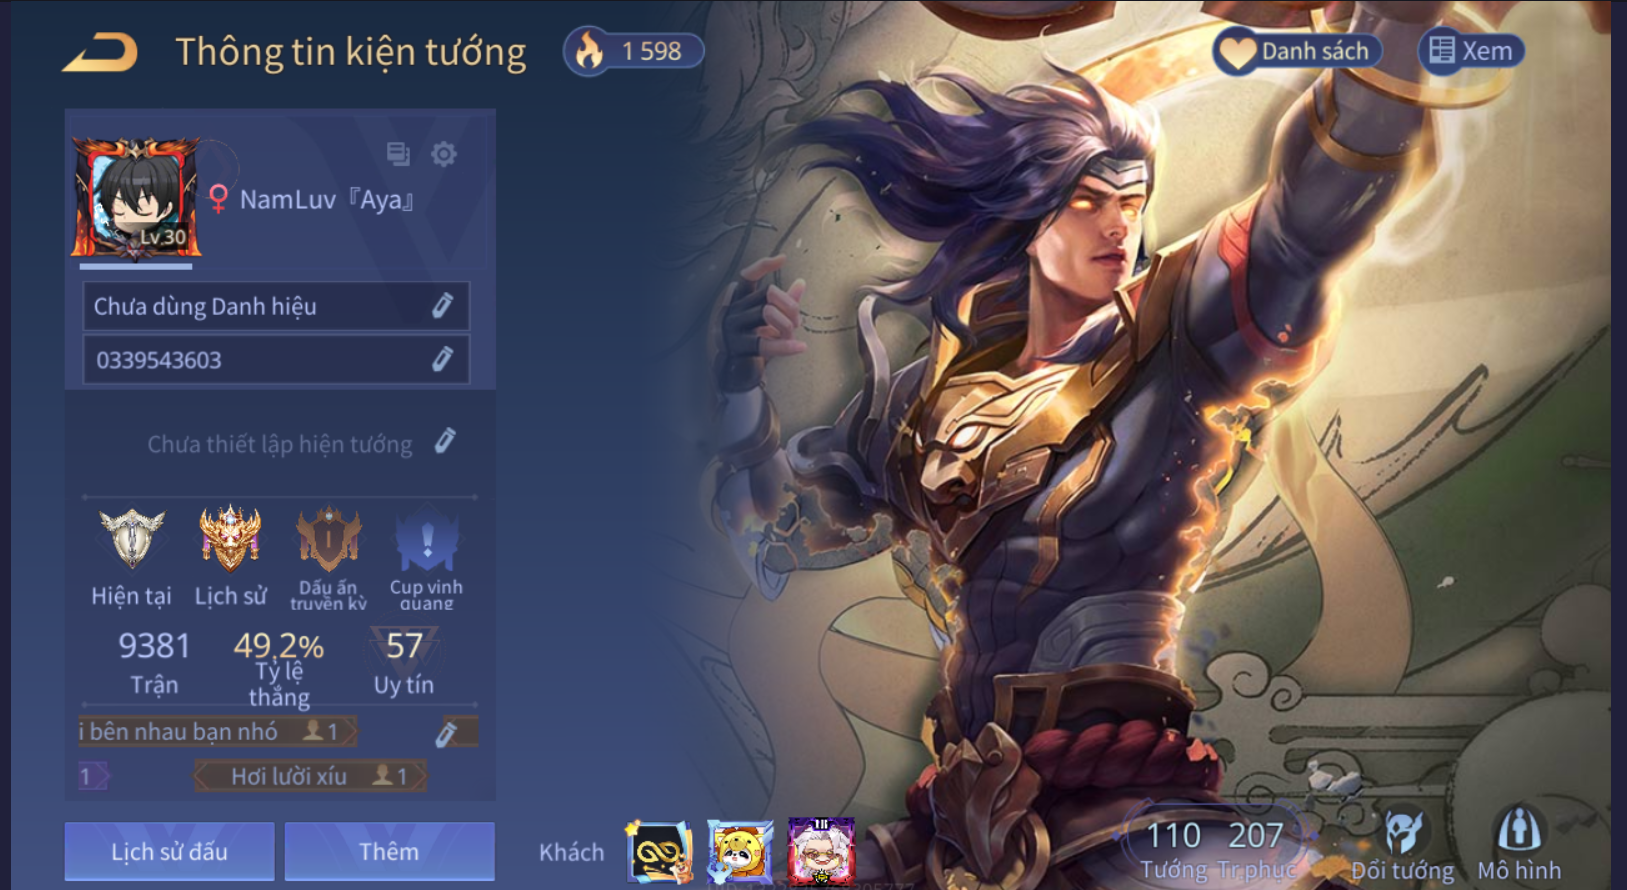 Thông tin kiện tướng
1 598
Danh sách
Xem
NamLuv『Aya』
Lv.30
Chưa dùng Danh hiệu
0339543603
Chưa thiết lập hiện tướng
Hiện tại
Lịch sử
Dấu ấn
truyền kỳ
Cup vinh
quang
9381
Trận
49.2%
Tỷ lệ
thắng
57
Uy tín
i bên nhau bạn nhó
1
1
Hơi lười xíu
1
Lịch sử đấu
Thêm
Khách
110
Tướng
207
Tr.phục
Đổi tướng
Mô hình